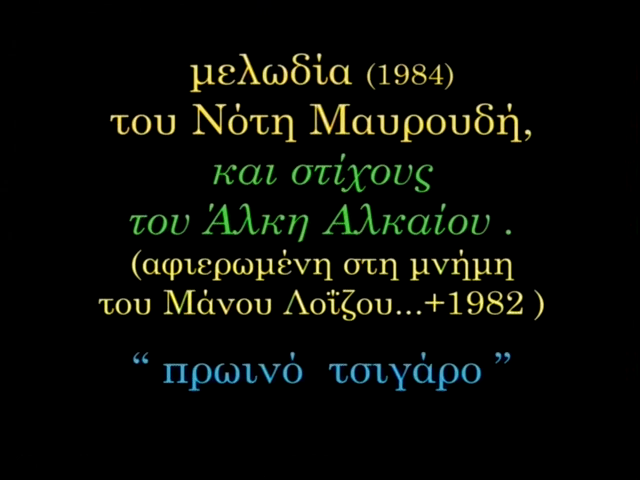 μελωδία (1984)
του Νότη Μαυρουδή,
και στίχους
του Άλκη Αλκαίου .
(αφιερωμένη στη μνήμη
του Μάνου Λοΐζου...+1982 )
“ πρωινό τσιγάρο ”